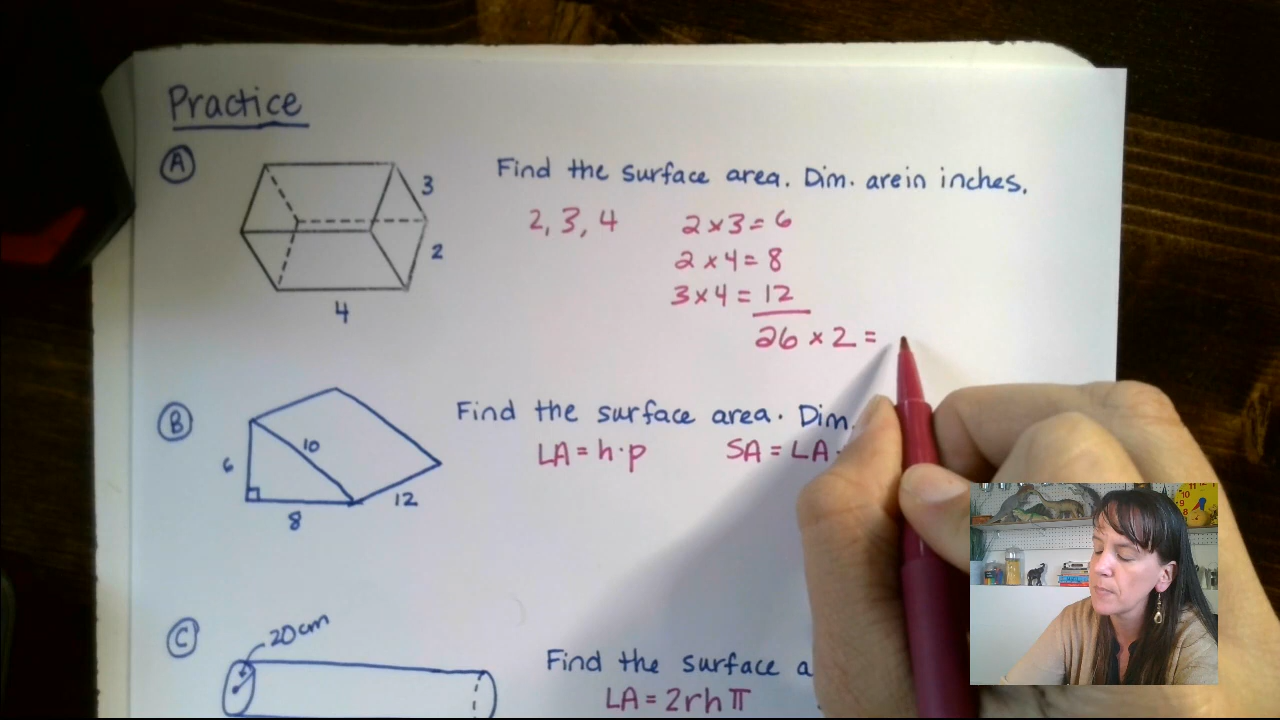 Practice
A
3
2
4
Find the surface area. Dim. are in inches.
2, 3, 4
2 × 3 = 6
2 × 4 = 8
3 × 4 = 12
26 × 2 =
B
6
10
8
12
Find the surface area. Dim.
LA = h · p
SA = LA
C
20cm
Find the surface a
LA = 2rhπ